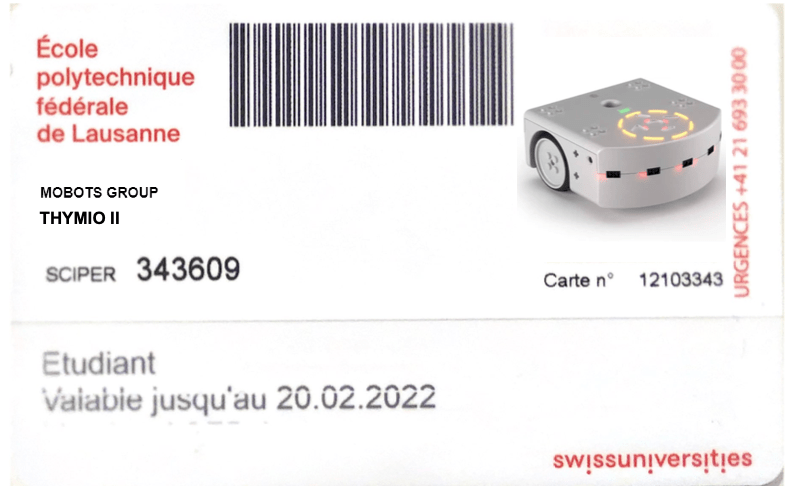 École
polytechnique
fédérale
de Lausanne
MOBOTS GROUP
THYMIO II
SCIPER 343609
Carte n° 12103343
URGENCES +41 21 693 30 00
Etudiant
Valable jusqu'au 20.02.2022
swissuniversities